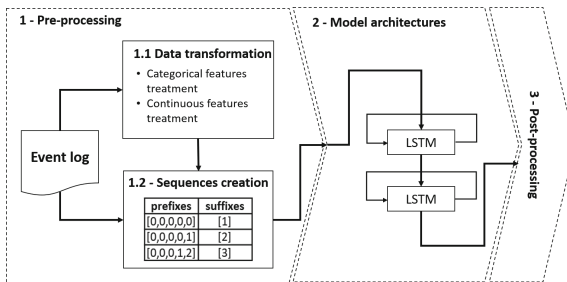 1 - Pre-processing
1.1 Data transformation
• Categorical features
treatment
• Continuous features
treatment
Event log
1.2 - Sequences creation
prefixes suffixes
[0,0,0,0,0] [1]
[0,0,0,0,1] [2]
[0,0,0,1,2] [3]
2 - Model architectures
LSTM
LSTM
3 - Post-processing